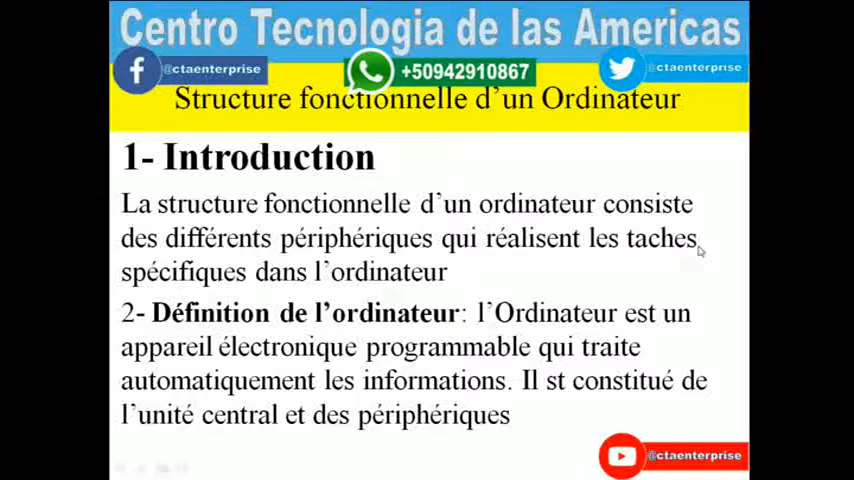 Centro Tecnologia de las Americas
@ctaenterprise
+50942910867
@ctaenterprise
Structure fonctionnelle d'un Ordinateur
1- Introduction
La structure fonctionnelle d'un ordinateur consiste
des différents périphériques qui réalisent les taches
spécifiques dans l'ordinateur
2- Définition de l'ordinateur: l'Ordinateur est un
appareil électronique programmable qui traite
automatiquement les informations. Il st constitué de
l'unité central et des périphériques
@ctaenterprise